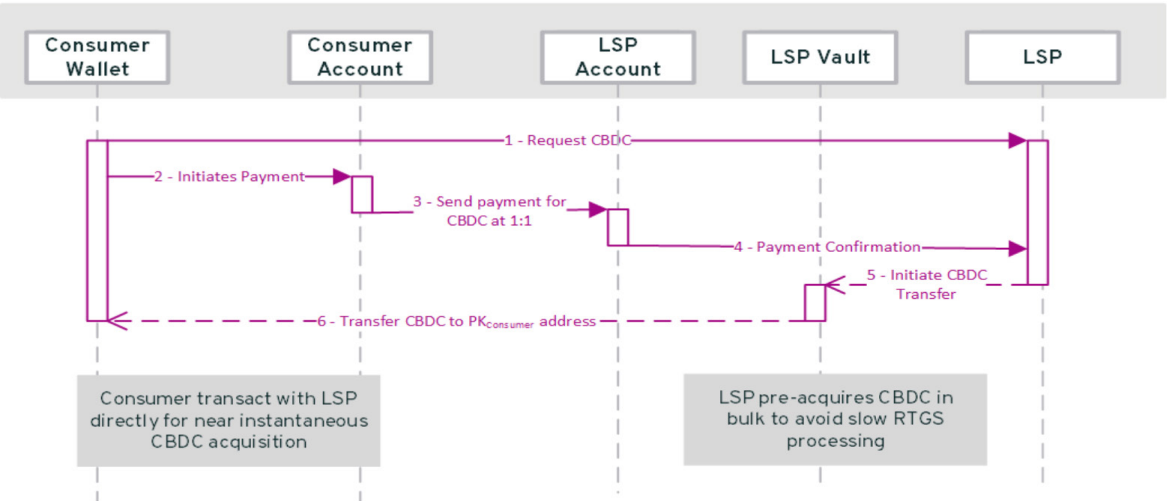 Consumer
Wallet
Consumer
Account
LSP
Account
LSP Vault
LSP
1 - Request CBDC
2 - Initiates Payment
3 - Send payment for
CBDC at 1:1
4 - Payment Confirmation
5 - Initiate CBDC
Transfer
6 - Transfer CBDC to PKConsumer address
Consumer transact with LSP
directly for near instantaneous
CBDC acquisition
LSP pre-acquires CBDC in
bulk to avoid slow RTGS
processing